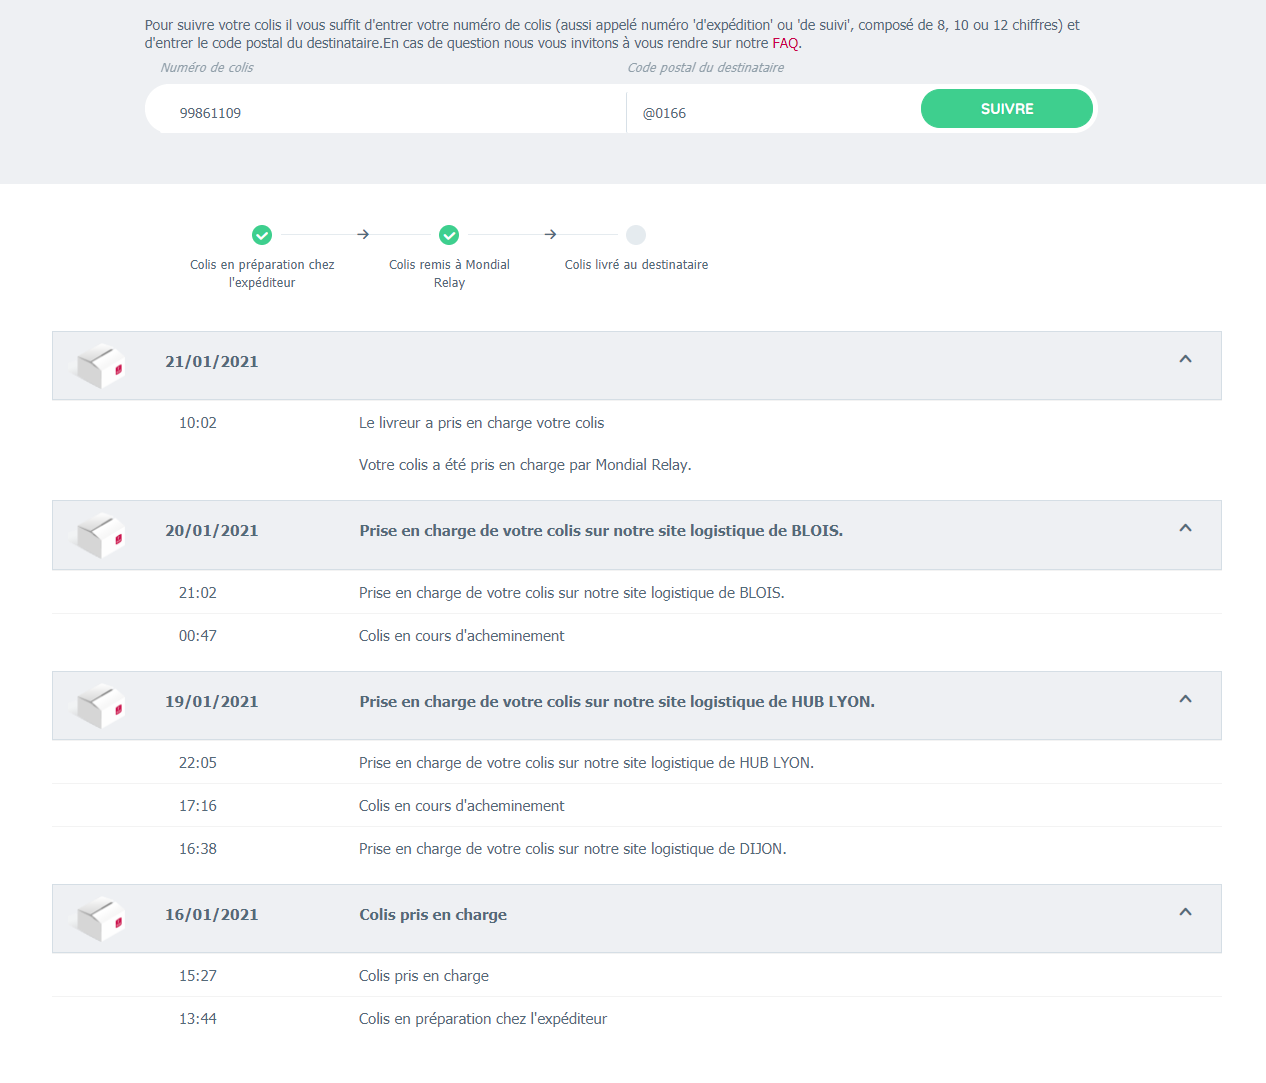 Pour suivre votre colis il vous suffit d'entrer votre numéro de colis (aussi appelé numéro 'd'expédition' ou 'de suivi', composé de 8, 10 ou 12 chiffres) et
d'entrer le code postal du destinataire.En cas de question nous vous invitons à vous rendre sur notre FAQ.
Numéro de colis Code postal du destinataire
99861109 @0166 SUIVRE
Colis en préparation chez
l'expéditeur
Colis remis à Mondial
Relay
Colis livré au destinataire
21/01/2021
10:02 Le livreur a pris en charge votre colis
Votre colis a été pris en charge par Mondial Relay.
20/01/2021 Prise en charge de votre colis sur notre site logistique de BLOIS.
21:02 Prise en charge de votre colis sur notre site logistique de BLOIS.
00:47 Colis en cours d'acheminement
19/01/2021 Prise en charge de votre colis sur notre site logistique de HUB LYON.
22:05 Prise en charge de votre colis sur notre site logistique de HUB LYON.
17:16 Colis en cours d'acheminement
16:38 Prise en charge de votre colis sur notre site logistique de DIJON.
16/01/2021 Colis pris en charge
15:27 Colis pris en charge
13:44 Colis en préparation chez l'expéditeur